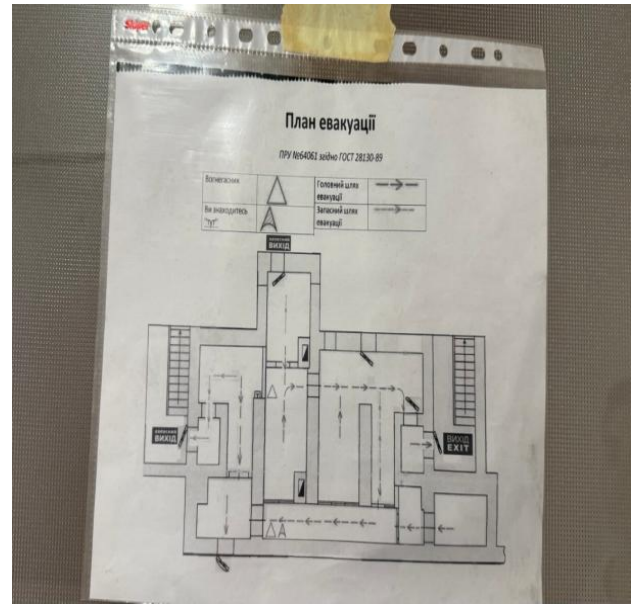 План евакуації
ПРУ №64061 згідно ГОСТ 28130-89
Вогнегасник
Головний шлях
евакуації
Ви знаходитесь
"тут"
Запасний шлях
евакуації
ВИХІД
ВИХІД
ВИХІД
EXIT